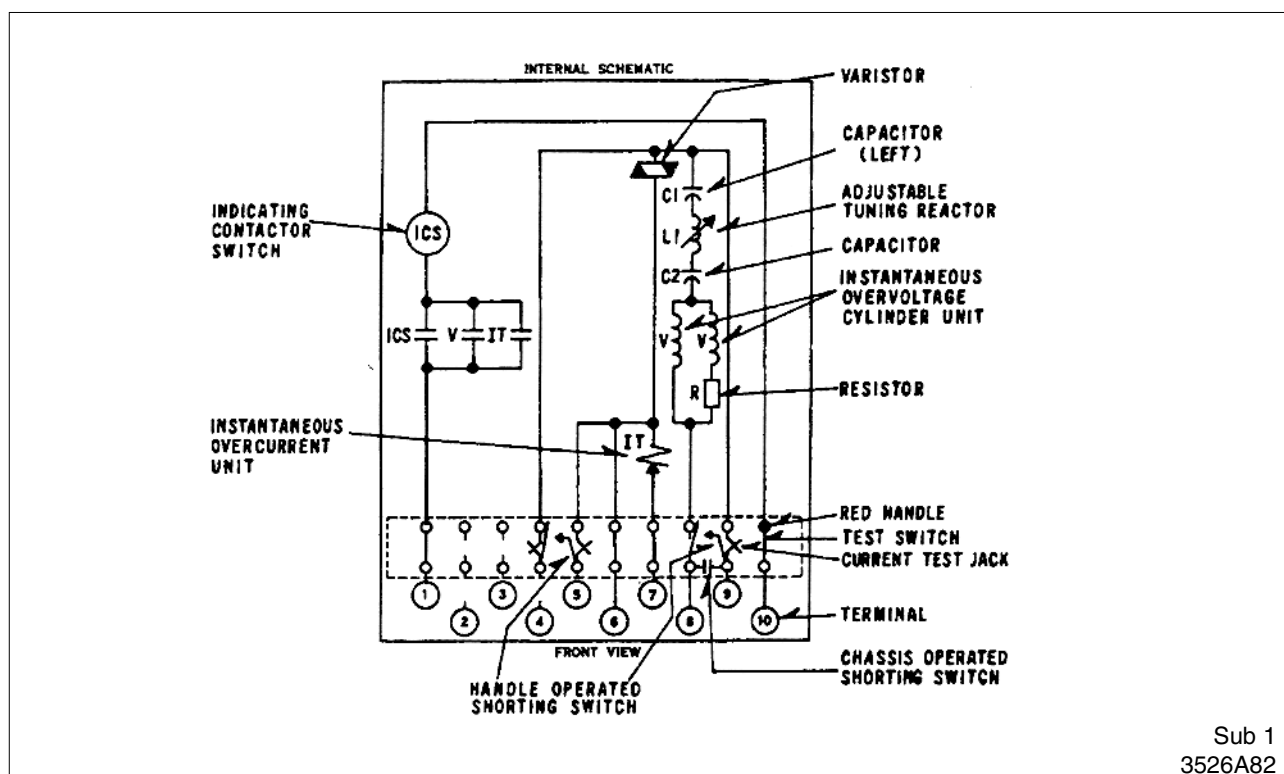 INTERNAL SCHEMATIC
VARISTOR
CAPACITOR
(LEFT)
C1
ADJUSTABLE
TUNING REACTOR
INDICATING
CONTACTOR
SWITCH
ICS
L1
CAPACITOR
C2
INSTANTANEOUS
OVERVOLTAGE
CYLINDER UNIT
ICS V IT
V V
R
RESISTOR
INSTANTANEOUS
OVERCURRENT
UNIT
IT
RED HANDLE
TEST SWITCH
CURRENT TEST JACK
1 3 5 7 9
2 4 6 8 10
TERMINAL
FRONT VIEW
HANDLE OPERATED
SHORTING SWITCH
CHASSIS OPERATED
SHORTING SWITCH
Sub 1
3526A82